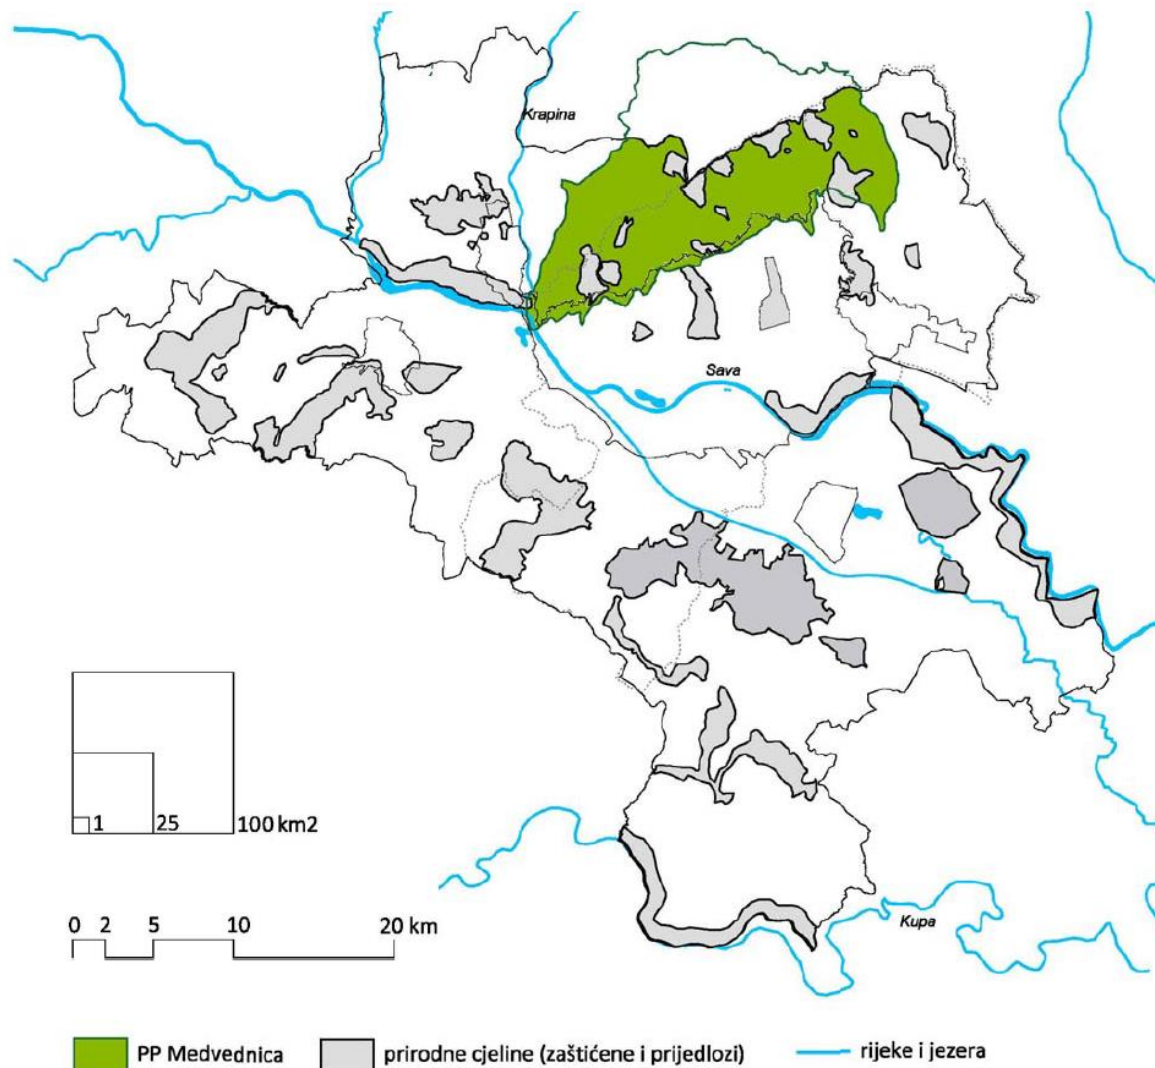 Krapina
Sava
1
25
100 km2
0 2 5 10 20 km
Kupa
PP Medvednica
prirodne cjeline (zaštićene i prijedlozi)
rijeke i jezera